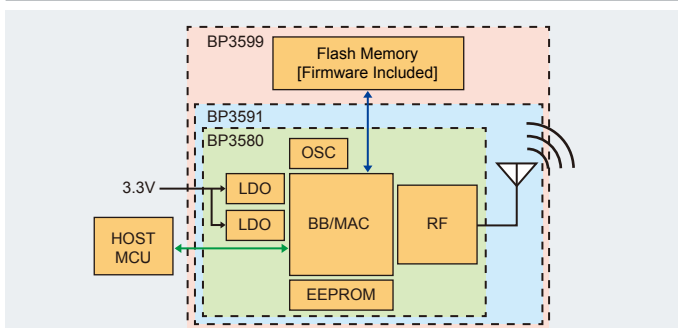 BP3599
Flash Memory
[Firmware Included]
BP3591
BP3580
OSC
3.3V
LDO
LDO
BB/MAC
RF
HOST
MCU
EEPROM